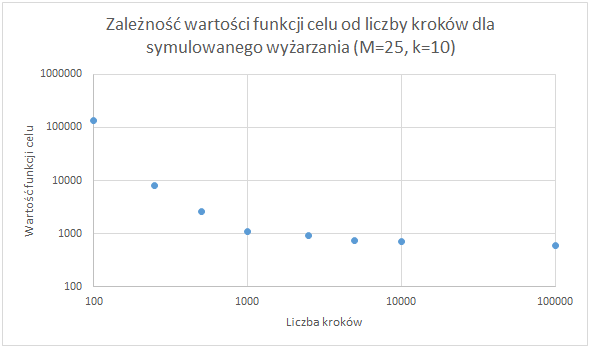 Zależność wartości funkcji celu od liczby kroków dla
symulowanego wyżarzania (M=25, k=10)
1000000
100000
10000
1000
100
Wartość funkcji celu
100
1000
10000
100000
Liczba kroków